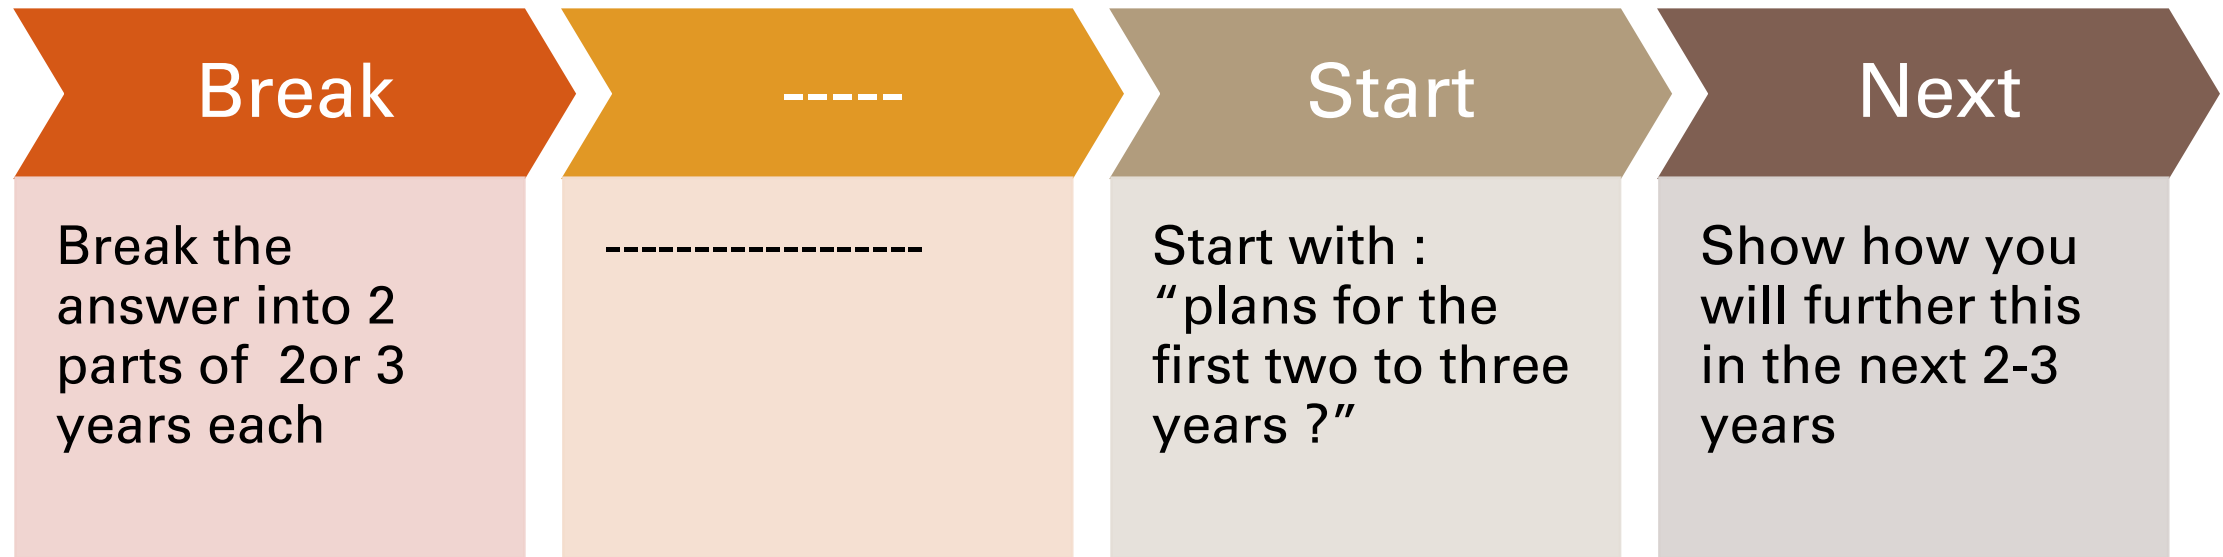 Break
Break the
answer into 2
parts of  2or 3
years each
-----
------------------
Start
Start with :
“plans for the
first two to three
years ?”
Next
Show how you
will further this
in the next 2-3
years